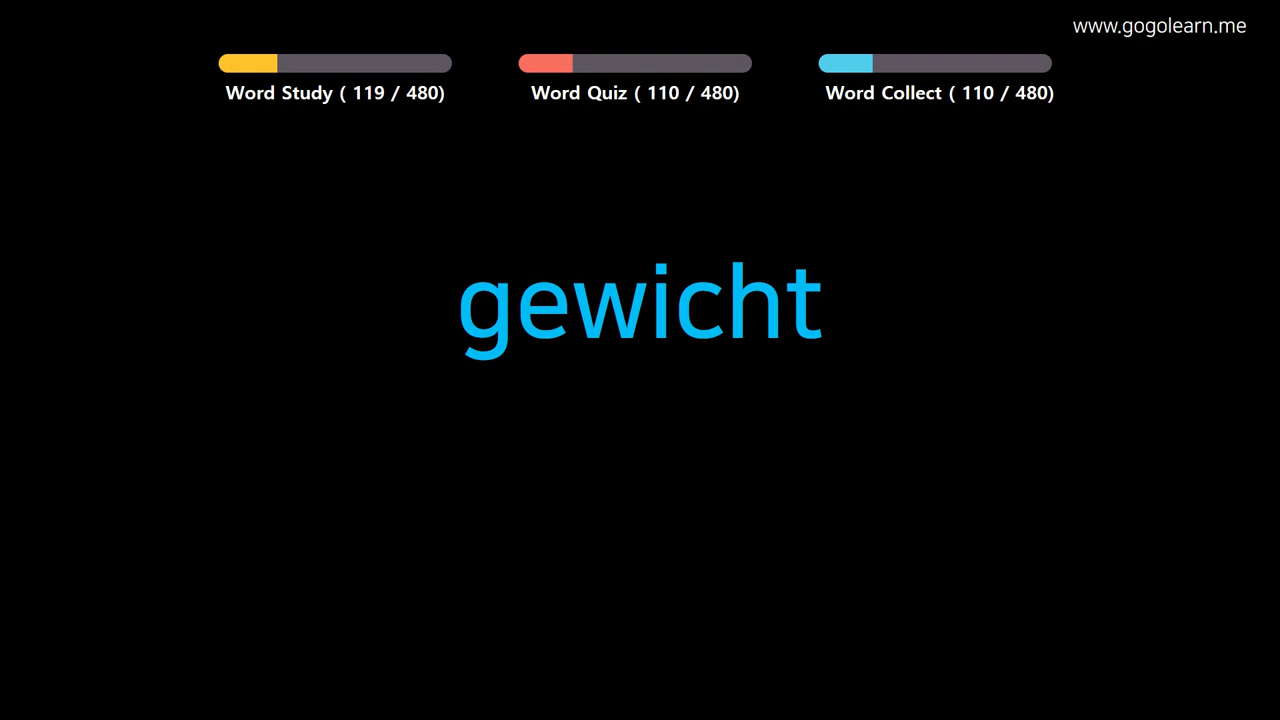 www.gogolearn.me
Word Study ( 119 / 480)
Word Quiz ( 110 / 480)
Word Collect ( 110 / 480)
gewicht